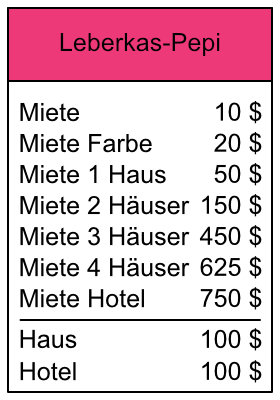 Leberkas-Pepi
Miete 10 $
Miete Farbe 20 $
Miete 1 Haus 50 $
Miete 2 Häuser 150 $
Miete 3 Häuser 450 $
Miete 4 Häuser 625 $
Miete Hotel 750 $
Haus 100 $
Hotel 100 $